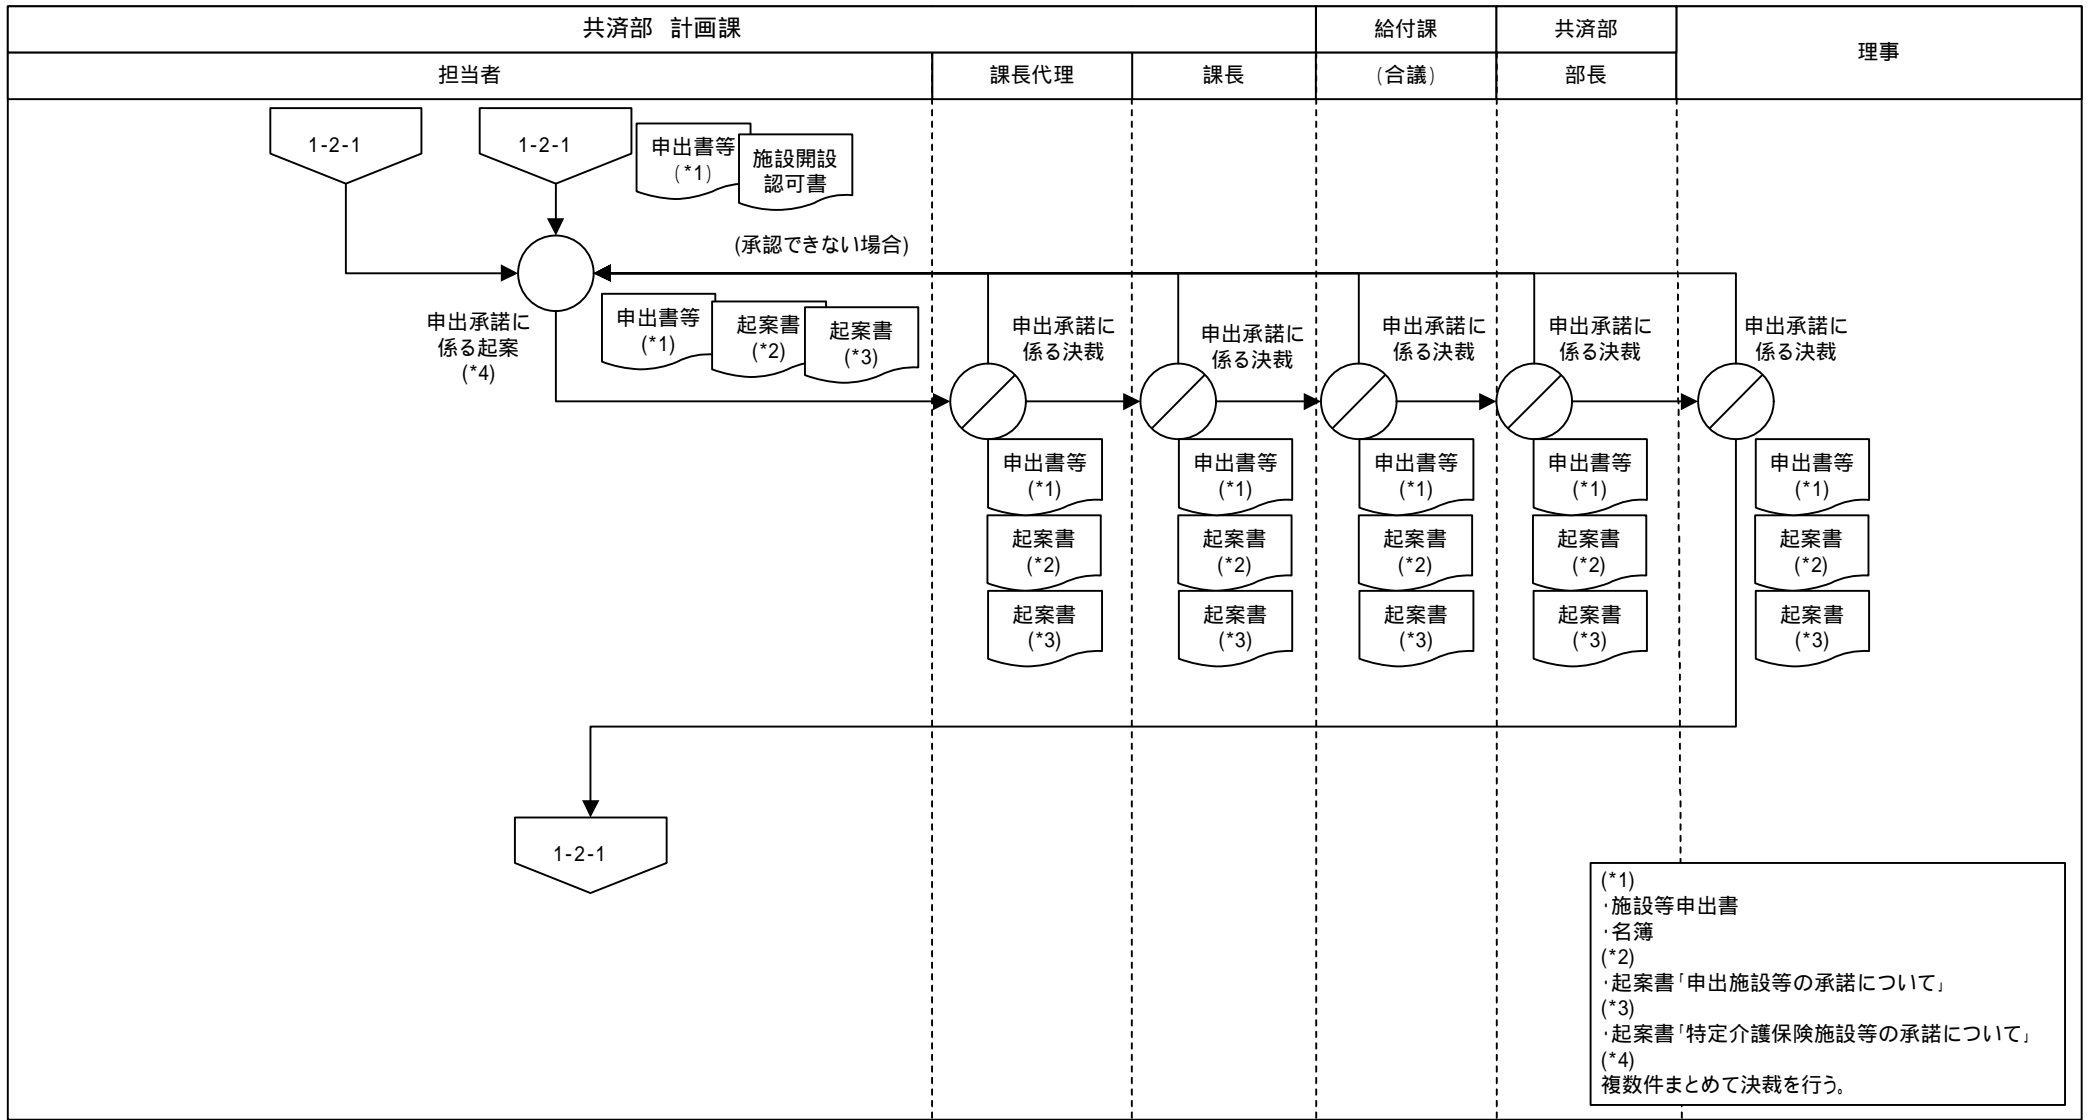 共済部 計画課
給付課
共済部
理事
担当者
課長代理
課長
(合議)
部長
1-2-1
1-2-1
申出書等
(*1)
施設開設
認可書
(承認できない場合)
申出承諾に
係る起案
(*4)
申出書等
(*1)
起案書
(*2)
起案書
(*3)
申出承諾に
係る決裁
申出承諾に
係る決裁
申出承諾に
係る決裁
申出承諾に
係る決裁
申出承諾に
係る決裁
申出書等
(*1)
起案書
(*2)
起案書
(*3)
申出書等
(*1)
起案書
(*2)
起案書
(*3)
申出書等
(*1)
起案書
(*2)
起案書
(*3)
申出書等
(*1)
起案書
(*2)
起案書
(*3)
申出書等
(*1)
起案書
(*2)
起案書
(*3)
1-2-1
(*1)
・施設等申出書
・名簿
(*2)
・起案書「申出施設等の承諾について」
(*3)
・起案書「特定介護保険施設等の承諾について」
(*4)
複数件まとめて決裁を行う。